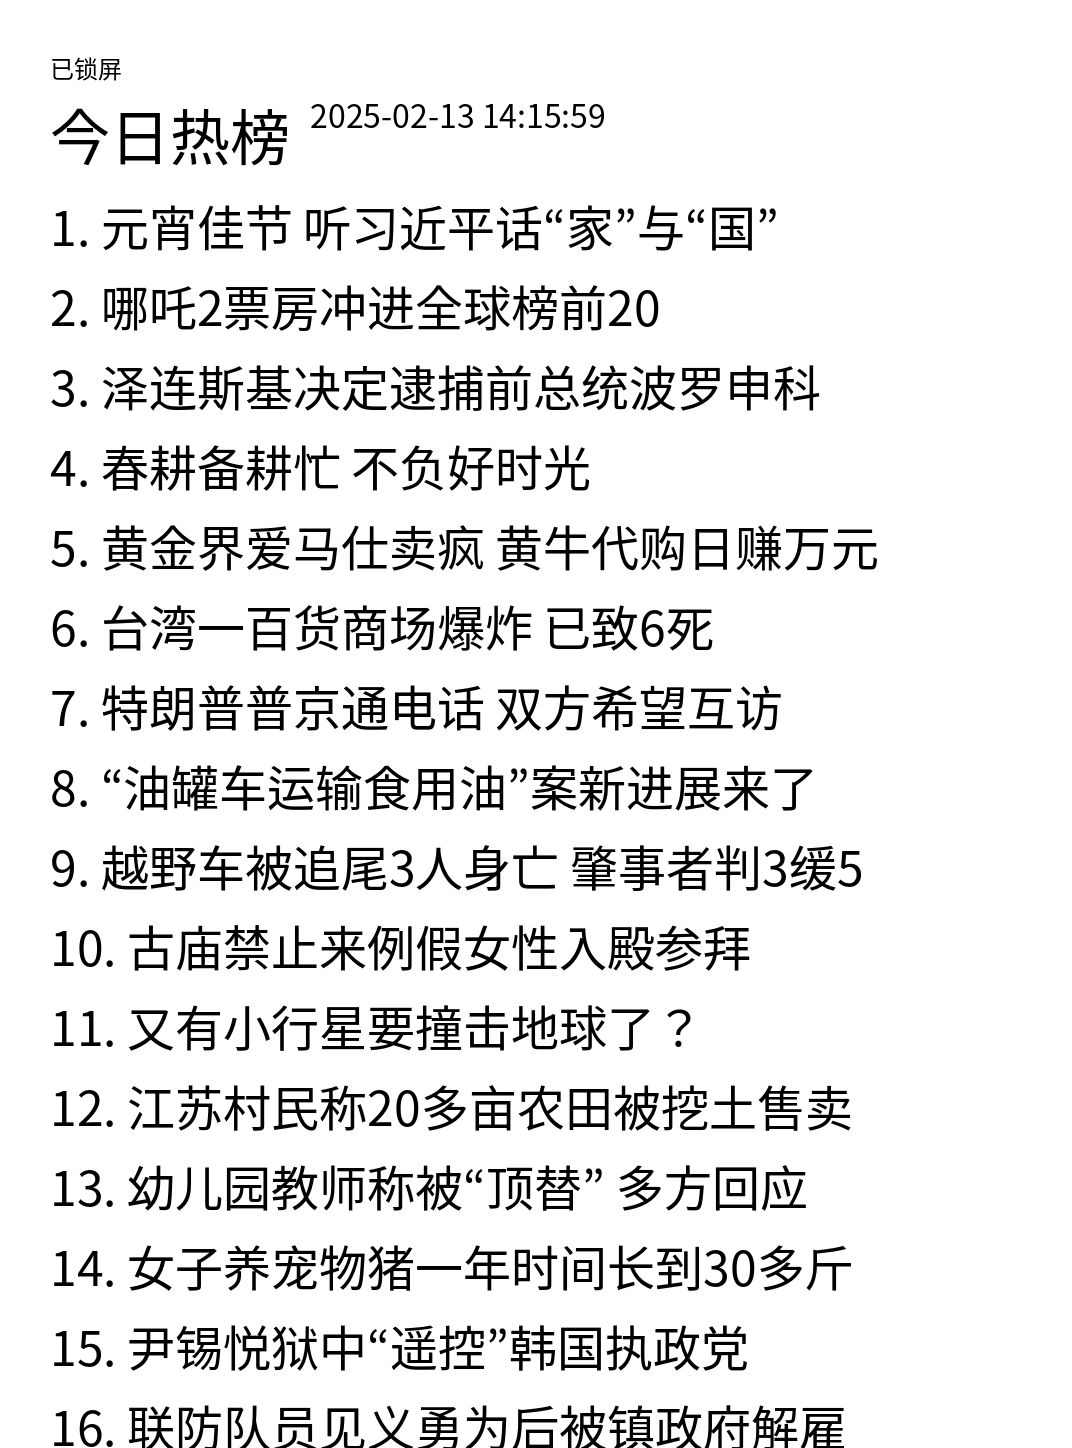 已锁屏
今日热榜 2025-02-13 14:15:59
1. 元宵佳节 听习近平话“家”与“国”
2. 哪吒2票房冲进全球榜前20
3. 泽连斯基决定逮捕前总统波罗申科
4. 春耕备耕忙 不负好时光
5. 黄金界爱马仕卖疯 黄牛代购日赚万元
6. 台湾一百货商场爆炸 已致6死
7. 特朗普普京通电话 双方希望互访
8. “油罐车运输食用油”案新进展来了
9. 越野车被追尾3人身亡 肇事者判3缓5
10. 古庙禁止来例假女性入殿参拜
11. 又有小行星要撞击地球了？
12. 江苏村民称20多亩农田被挖土售卖
13. 幼儿园教师称被“顶替” 多方回应
14. 女子养宠物猪一年时间长到30多斤
15. 尹锡悦狱中“遥控”韩国执政党
16. 联防队员见义勇为后被镇政府解雇